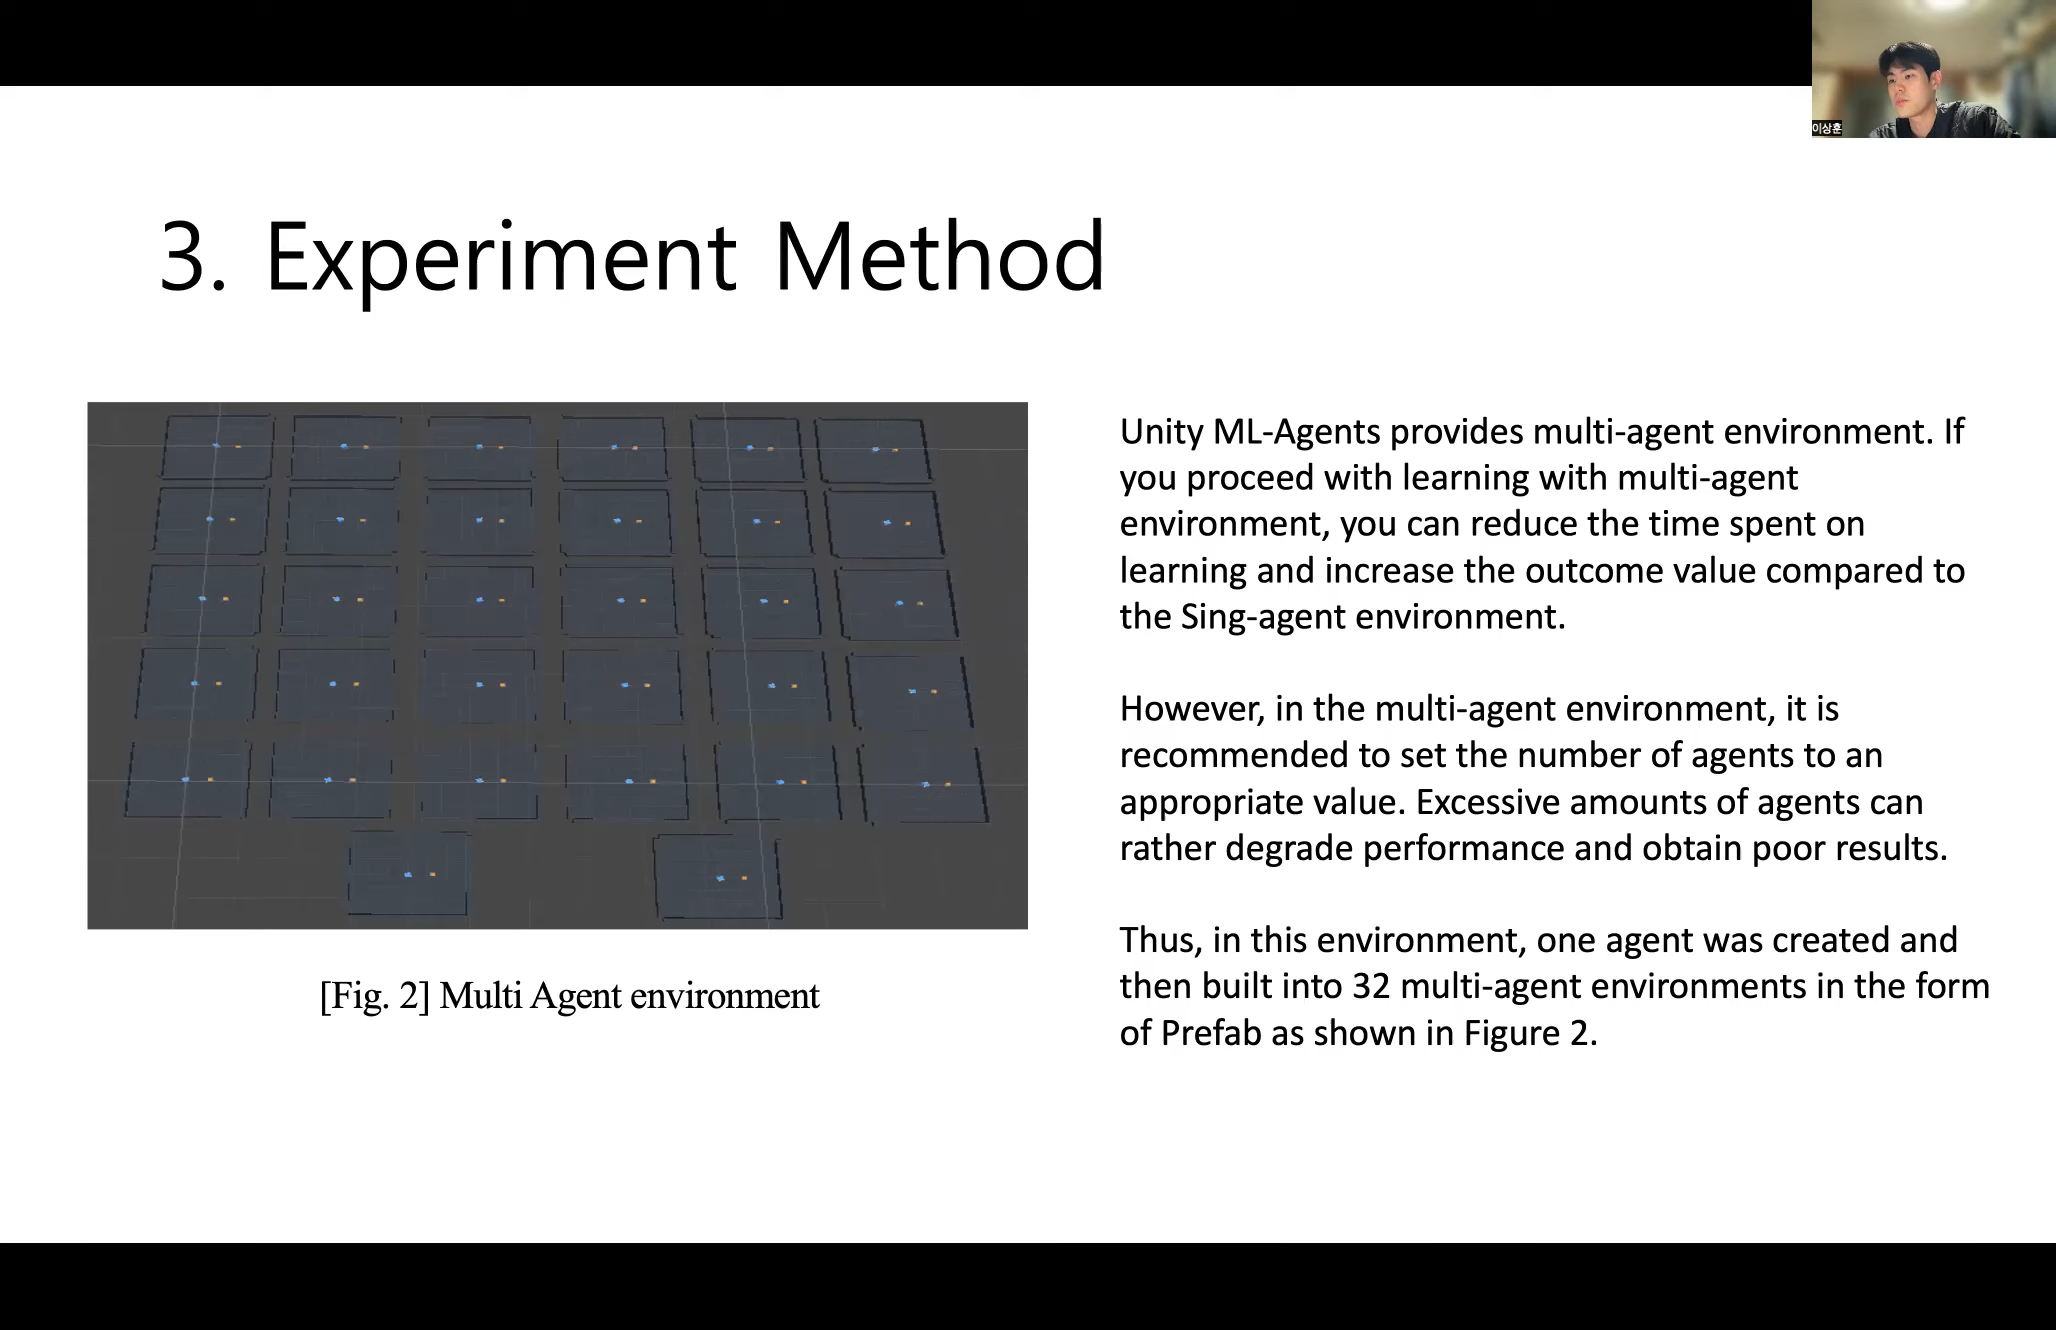 이상훈
3. Experiment Method
Unity ML-Agents provides multi-agent environment. If
you proceed with learning with multi-agent
environment, you can reduce the time spent on
learning and increase the outcome value compared to
the Sing-agent environment.
However, in the multi-agent environment, it is
recommended to set the number of agents to an
appropriate value. Excessive amounts of agents can
rather degrade performance and obtain poor results.
Thus, in this environment, one agent was created and
then built into 32 multi-agent environments in the form
of Prefab as shown in Figure 2.
[Fig. 2] Multi Agent environment